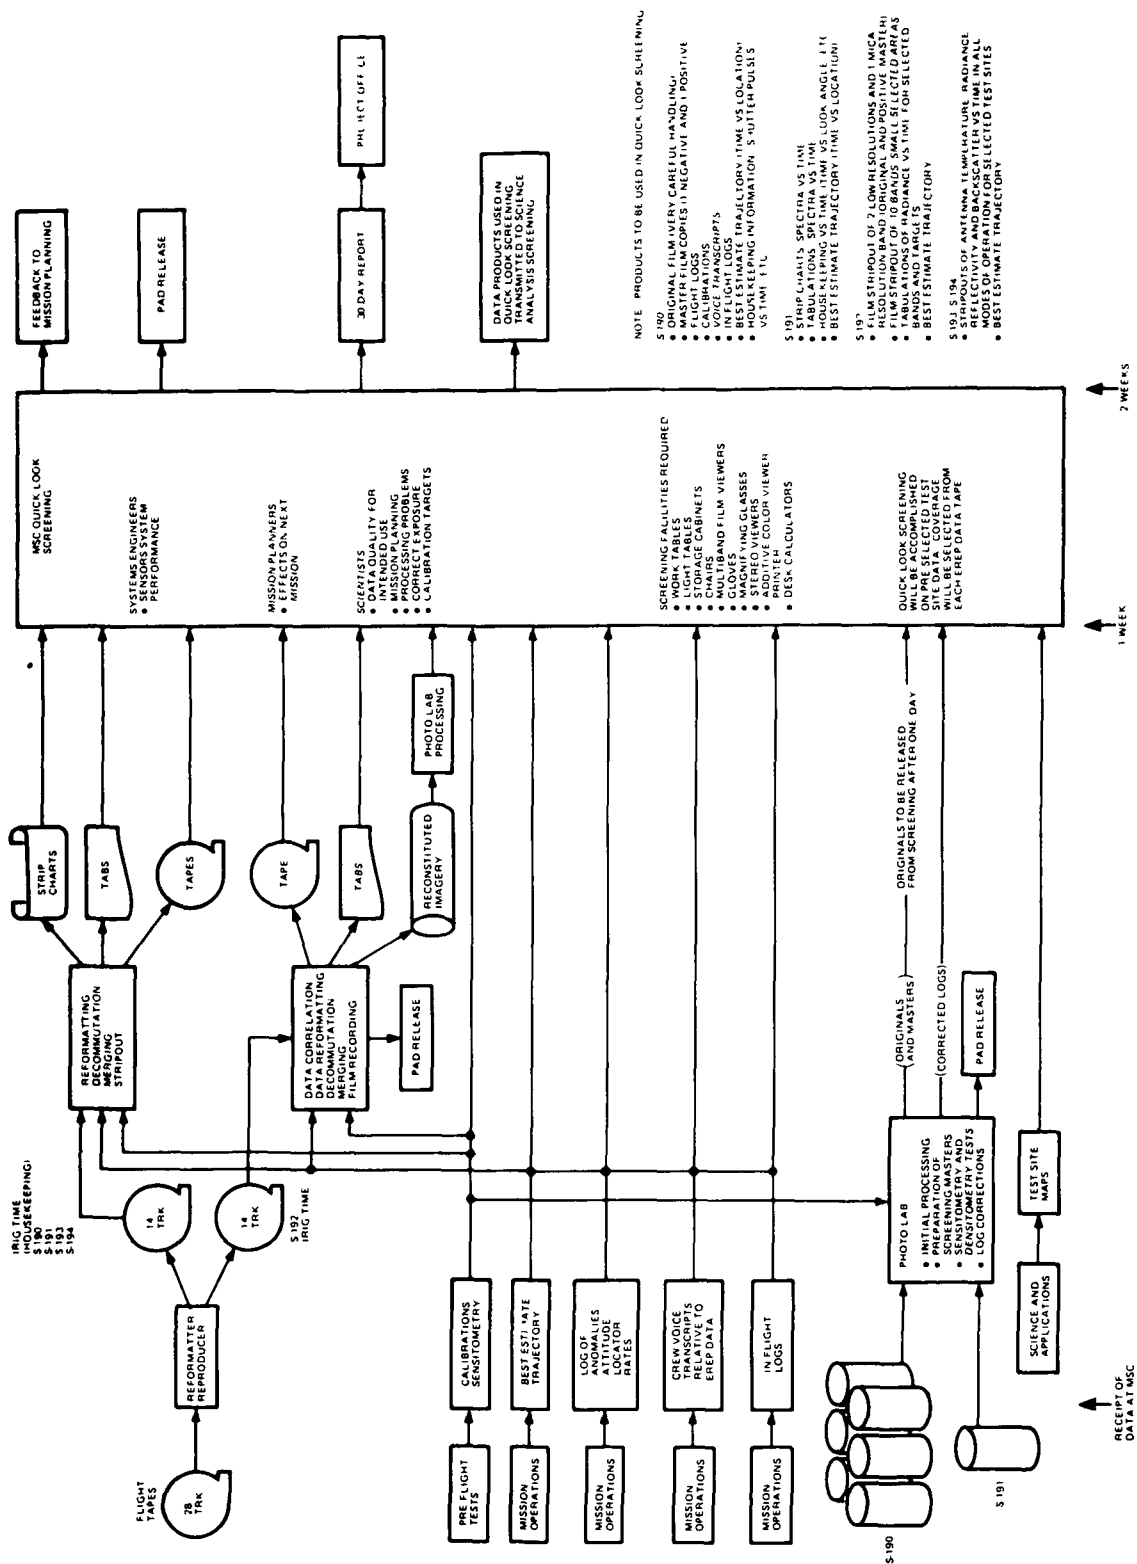 FLIGHT
TAPES
28
TRK
REFORMATTER
REPRODUCER
IRIG TIME
(HOUSEKEEPING)
S 190
S-191
S 193
S-194
14
TRK
14
TRK
S 192
IRIG TIME
REFORMATTING
DECOMMUTATION
MERGING
STRIPOUT
STRIP
CHARTS
TABS
TAPES
DATA CORRELATION
DATA REFORMATTING
DECOMMUTATION
MERGING
FILM RECORDING
PAD RELEASE
TAPE
TABS
RECONSTITUTED
IMAGERY
PHOTO LAB
PROCESSING
PRE FLIGHT
TESTS
CALIBRATIONS
SENSITOMETRY
MISSION
OPERATIONS
BEST
TRAJECTORY
MISSION
OPERATIONS
LOG OF
ANOMALIES
ATTITUDE
LOCATOR
RATES
MISSION
OPERATIONS
CREW VOICE
TRANSCRIPTS
RELATIVE TO
EREP DATA
MISSION
OPERATIONS
IN FLIGHT
LOGS
S-190
S 191
PHOTO LAB
• INITIAL PROCESSING
• PREPARATION OF
SCREENING MASTERS
• SENSITOMETRY AND
DENSITOMETRY TESTS
• LOG CORRECTIONS
(ORIGINALS
(AND MASTERS)
ORIGINALS TO BE RELEASED
FROM SCREENING AFTER ONE DAY
(CORRECTED LOGS)
PAD RELEASE
SCIENCE AND
APPLICATIONS
TEST SITE
MAPS
RECEIPT OF
DATA AT MSC
1 WEEK
2 WEEKS
MSC QUICK LOOK
SCREENING
SYSTEMS ENGINEERS
• SENSORS SYSTEM
PERFORMANCE
MISSION PLANNERS
• EFFECTS ON NEXT
MISSION
SCIENTISTS
• DATA QUALITY FOR
INTENDED USE
• MISSION PLANNING
• PROCESSING PROBLEMS
• CORRECT EXPOSURE
• CALIBRATION TARGETS
SCREENING FACILITIES REQUIRED
• WORK TABLES
• LIGHT TABLES
• STORAGE CABINETS
• CHAIRS
• MULTIBAND FILM VIEWERS
• GLOVES
• MAGNIFYING GLASSES
• STEREO VIEWERS
• ADDITIVE COLOR VIEWER
PRINTER
• DESK CALCULATORS
QUICK LOOK SCREENING
WILL BE ACCOMPLISHED
ON PRE SELECTED TEST
SITE DATA COVERAGE
WILL BE SELECTED FROM
EACH EREP DATA TAPE
FEEDBACK TO
MISSION PLANNING
PAD RELEASE
30 DAY REPORT
DATA PRODUCTS USED IN
QUICK LOOK SCREENING
TRANSMITTED TO SCIENCE
ANALYSIS SCREENING
NOTE PRODUCTS TO BE USED IN QUICK LOOK SCREENING
S 190
• ORIGINAL FILM (VERY CAREFUL HANDLING)
• MASTER FILM COPIES (1 NEGATIVE AND 1 POSITIVE
• FLIGHT LOGS
• CALIBRATIONS
• VOICE TRANSCRIPTS
• INFLIGHT LOGS
• BEST ESTIMATE TRAJECTORY (TIME VS LOCATION)
• HOUSEKEEPING INFORMATION SHUTTER PULSES
VS TIME ETC
S 191
• STRIP CHARTS SPECTRA VS TIME
• TABULATIONS SPECTRA VS TIME
• HOUSEKEEPING VS TIME (TIME VS LOOK ANGLE ETC
• BEST ESTIMATE TRAJECTORY (TIME VS LOCATION)
• FILM STRIPOUT OF 2 LOW RESOLUTIONS AND 1
RESOLUTION BAND (ORIGINAL AND POSITIVE MASTER)
• FILM STRIPOUT OF 10 BANDS SMALL SELECTED AREAS
• TABULATIONS OF RADIANCE VS TIME FOR SELECTED
BANDS AND TARGETS
• BEST ESTIMATE TRAJECTORY
S 193 S 194
• STRIPOUTS OF ANTENNA TEMPERATURE RADIANCE
REFLECTIVITY AND BACKSCATTER VS TIME IN ALL
MODES OF OPERATION FOR SELECTED TEST SITES
• BEST ESTIMATE TRAJECTORY